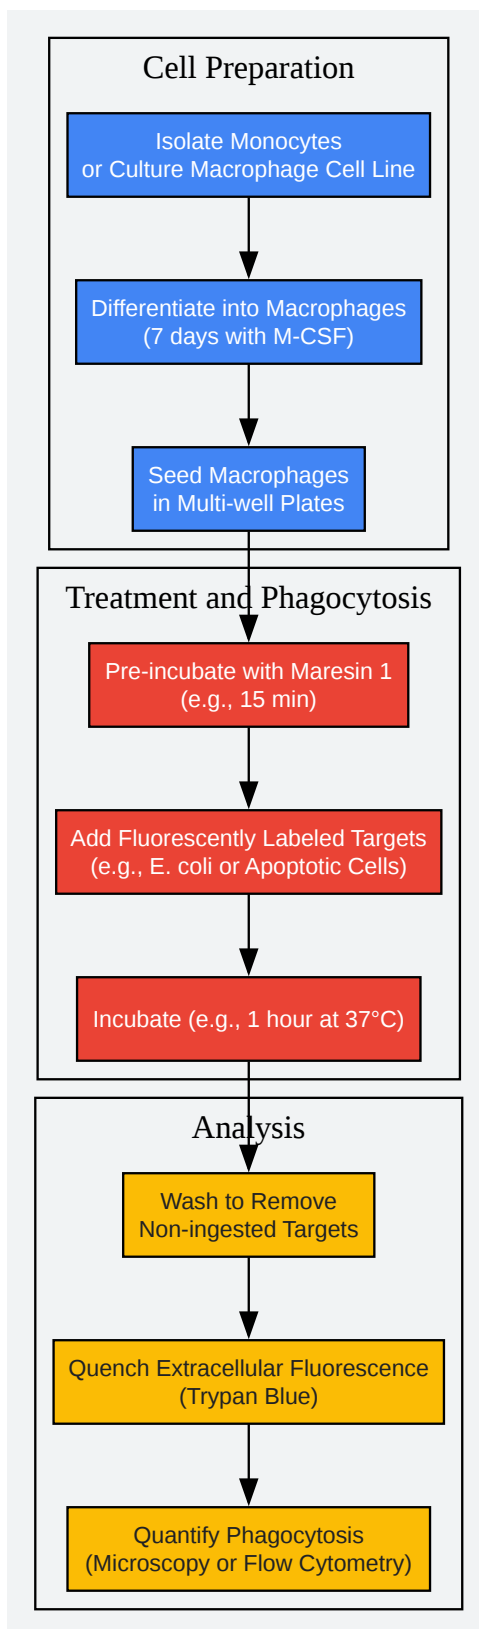 Cell Preparation
Isolate Monocytes
or Culture Macrophage Cell Line
Differentiate into Macrophages
(7 days with M-CSF)
Seed Macrophages
in Multi-well Plates
Treatment and Phagocytosis
Pre-incubate with Maresin 1
(e.g., 15 min)
Add Fluorescently Labeled Targets
(e.g., E. coli or Apoptotic Cells)
Incubate (e.g., 1 hour at 37°C)
Analysis
Wash to Remove
Non-ingested Targets
Quench Extracellular Fluorescence
(Trypan Blue)
Quantify Phagocytosis
(Microscopy or Flow Cytometry)